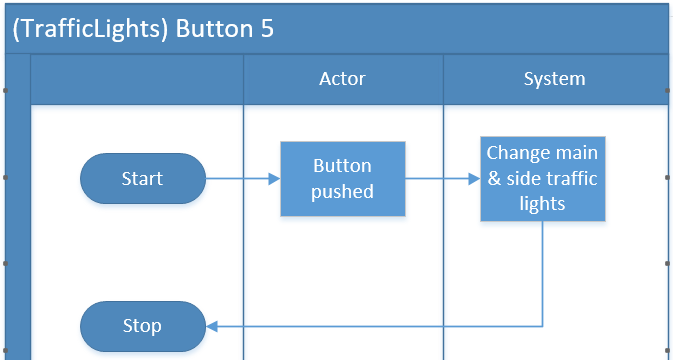 (TrafficLights) Button 5
Actor
System
Start
Button
pushed
Change main
& side traffic
lights
Stop